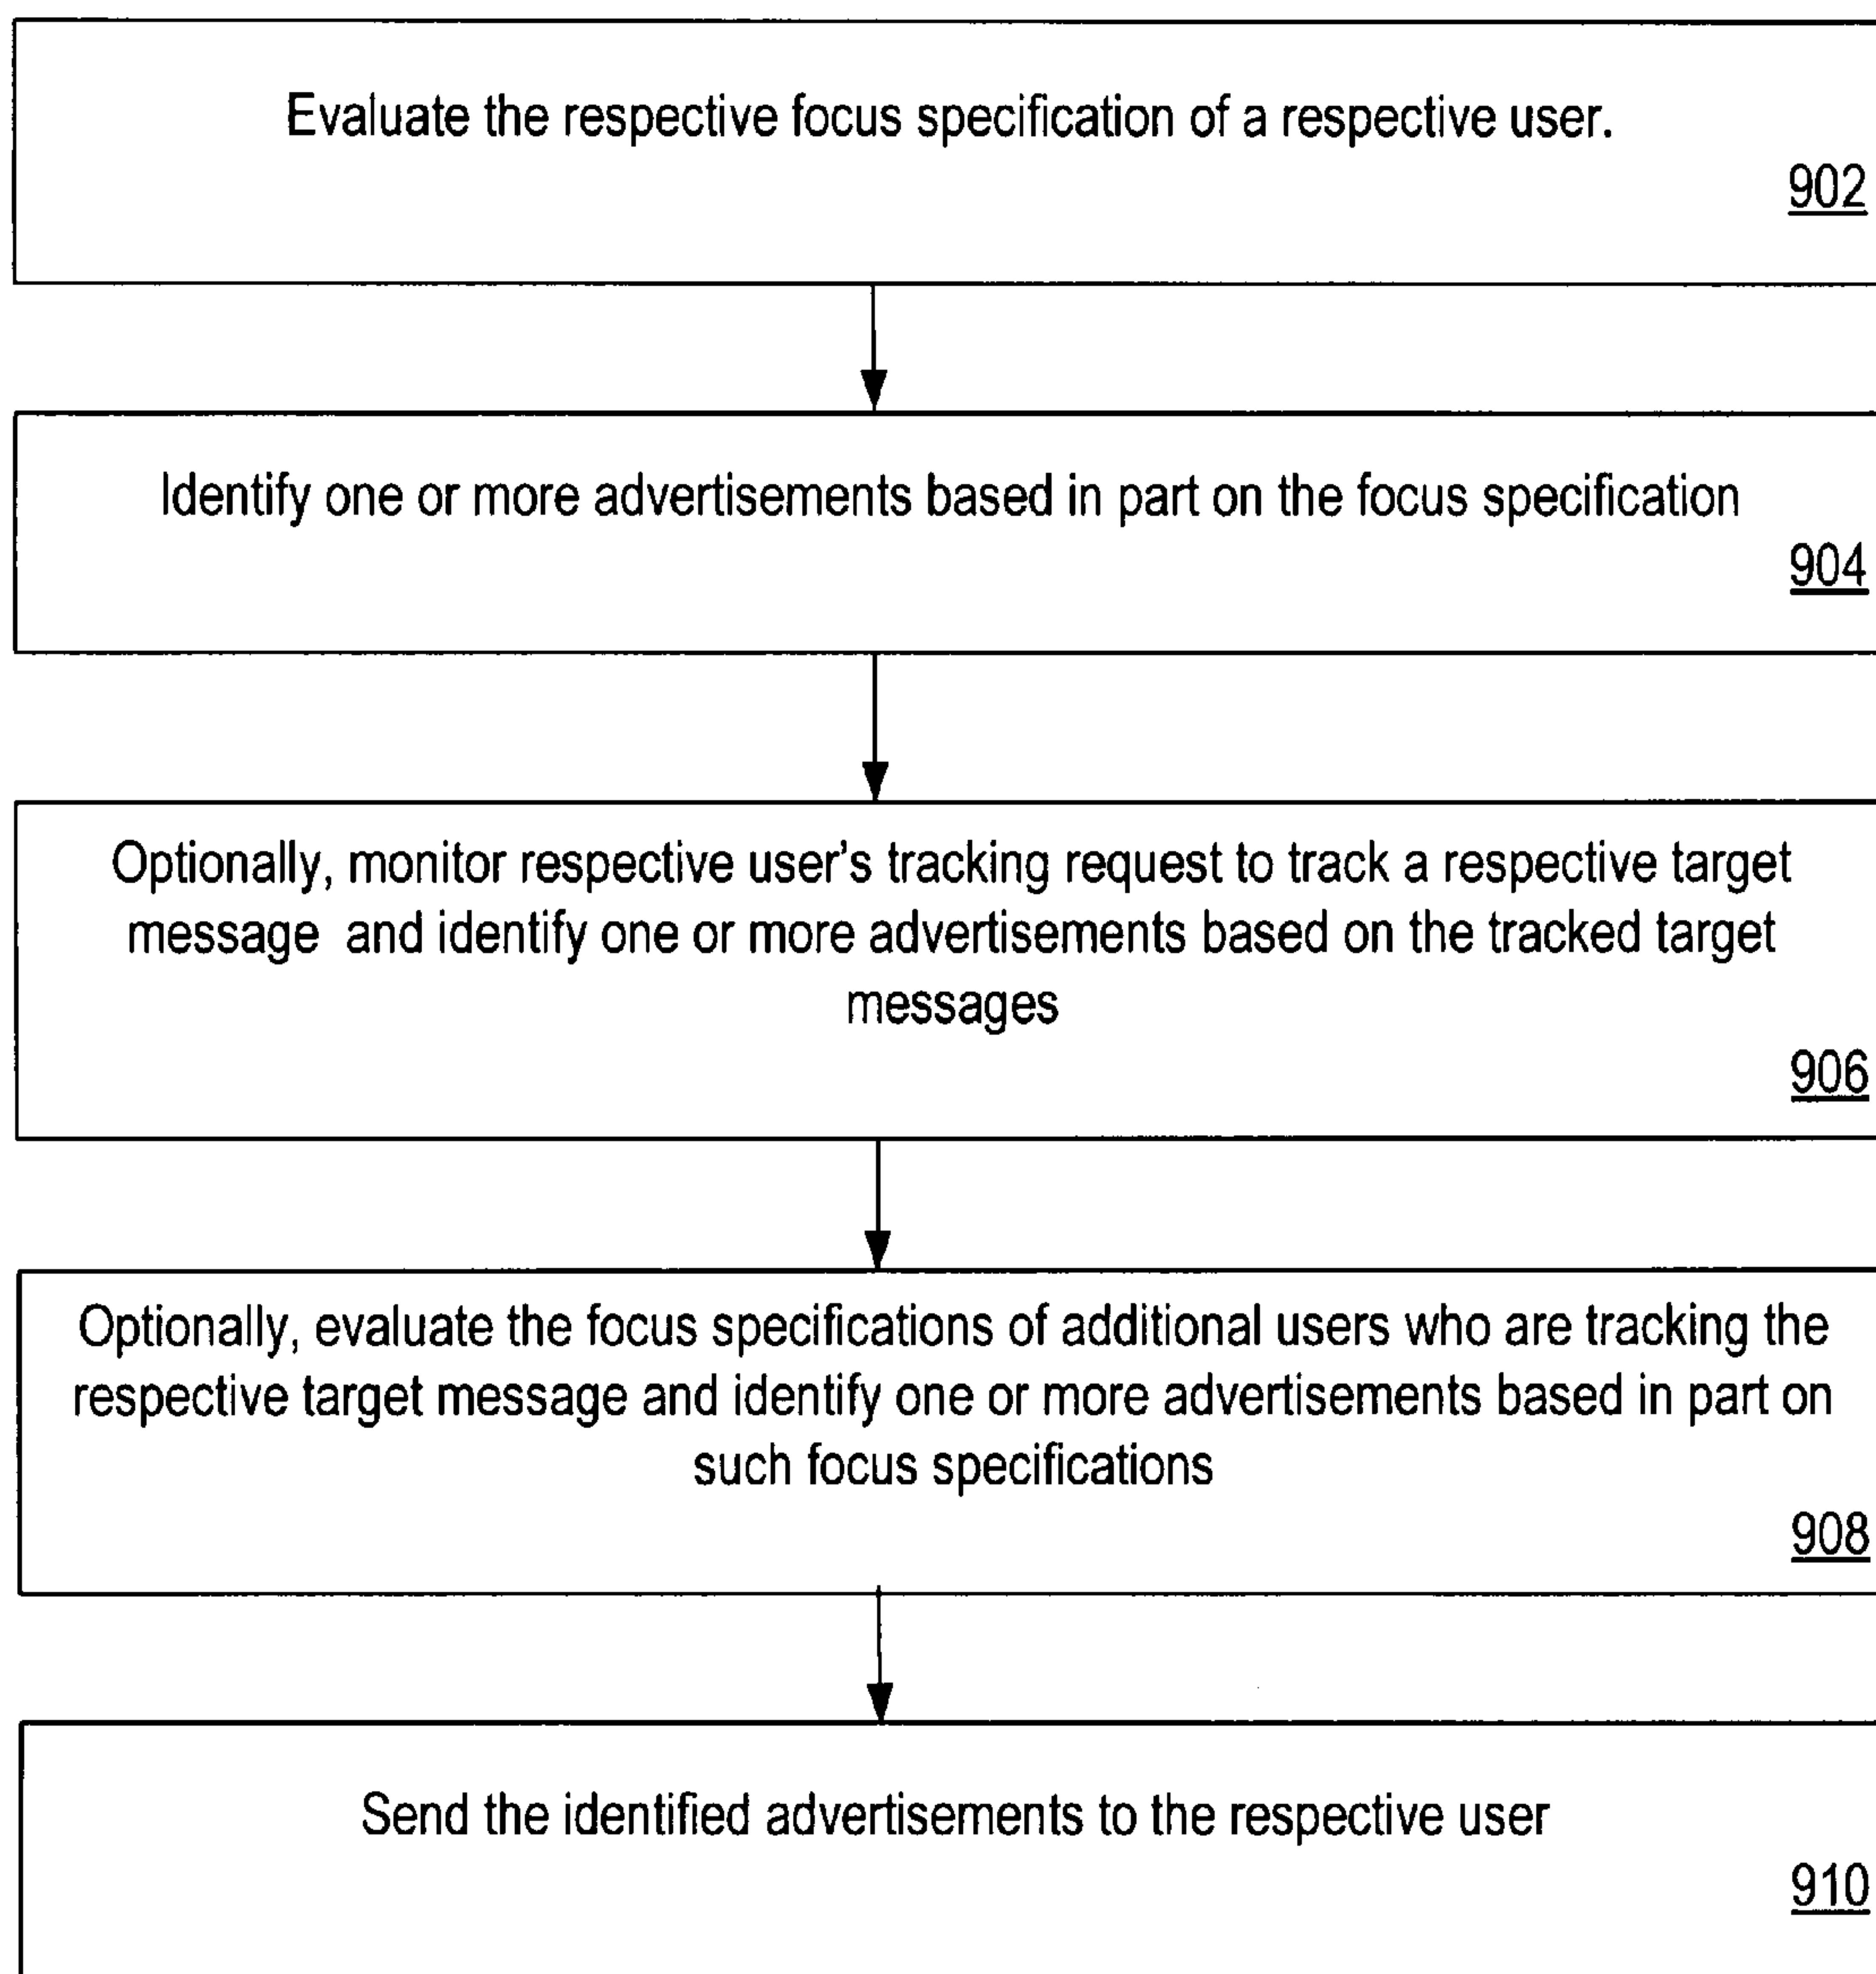 Evaluate the respective focus specification of a respective user.
902
Identify one or more advertisements based in part on the focus specification
904
Optionally, monitor respective user's tracking request to track a respective target
message and identify one or more advertisements based on the tracked target
messages
906
Optionally, evaluate the focus specifications of additional users who are tracking the
respective target message and identify one or more advertisements based in part on
such focus specifications
908
Send the identified advertisements to the respective user
910